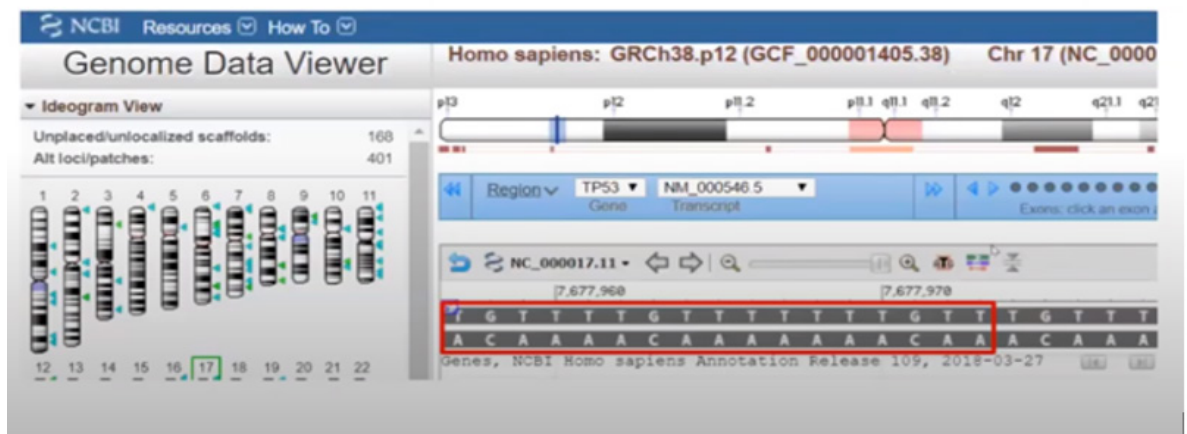 NCBI Resources How To
Genome Data Viewer
Homo sapiens: GRCh38.p12 (GCF_000001405.38) Chr 17 (NC_0000
Ideogram View
Unplaced/unlocalized scaffolds: 168
Alt loci/patches: 401
1 2 3 4 5 6 7 8 9 10 11
12 13 14 15 16 17 18 19 20 21 22
p13 p12 p11.2 p11.1 q11.1 q11.2 q12 q21.1 q21
Region TP53 NM_000546.5
Gene Transcript Exons: click an exon
NC_000017.11
7,677,960 7,677,970
T G T T T T G T T T T T T T G T T T G T T T
A C A A A A C A A A A A A A C A A A C A A A
Genes, NCBI Homo sapiens Annotation Release 109, 2018-03-27